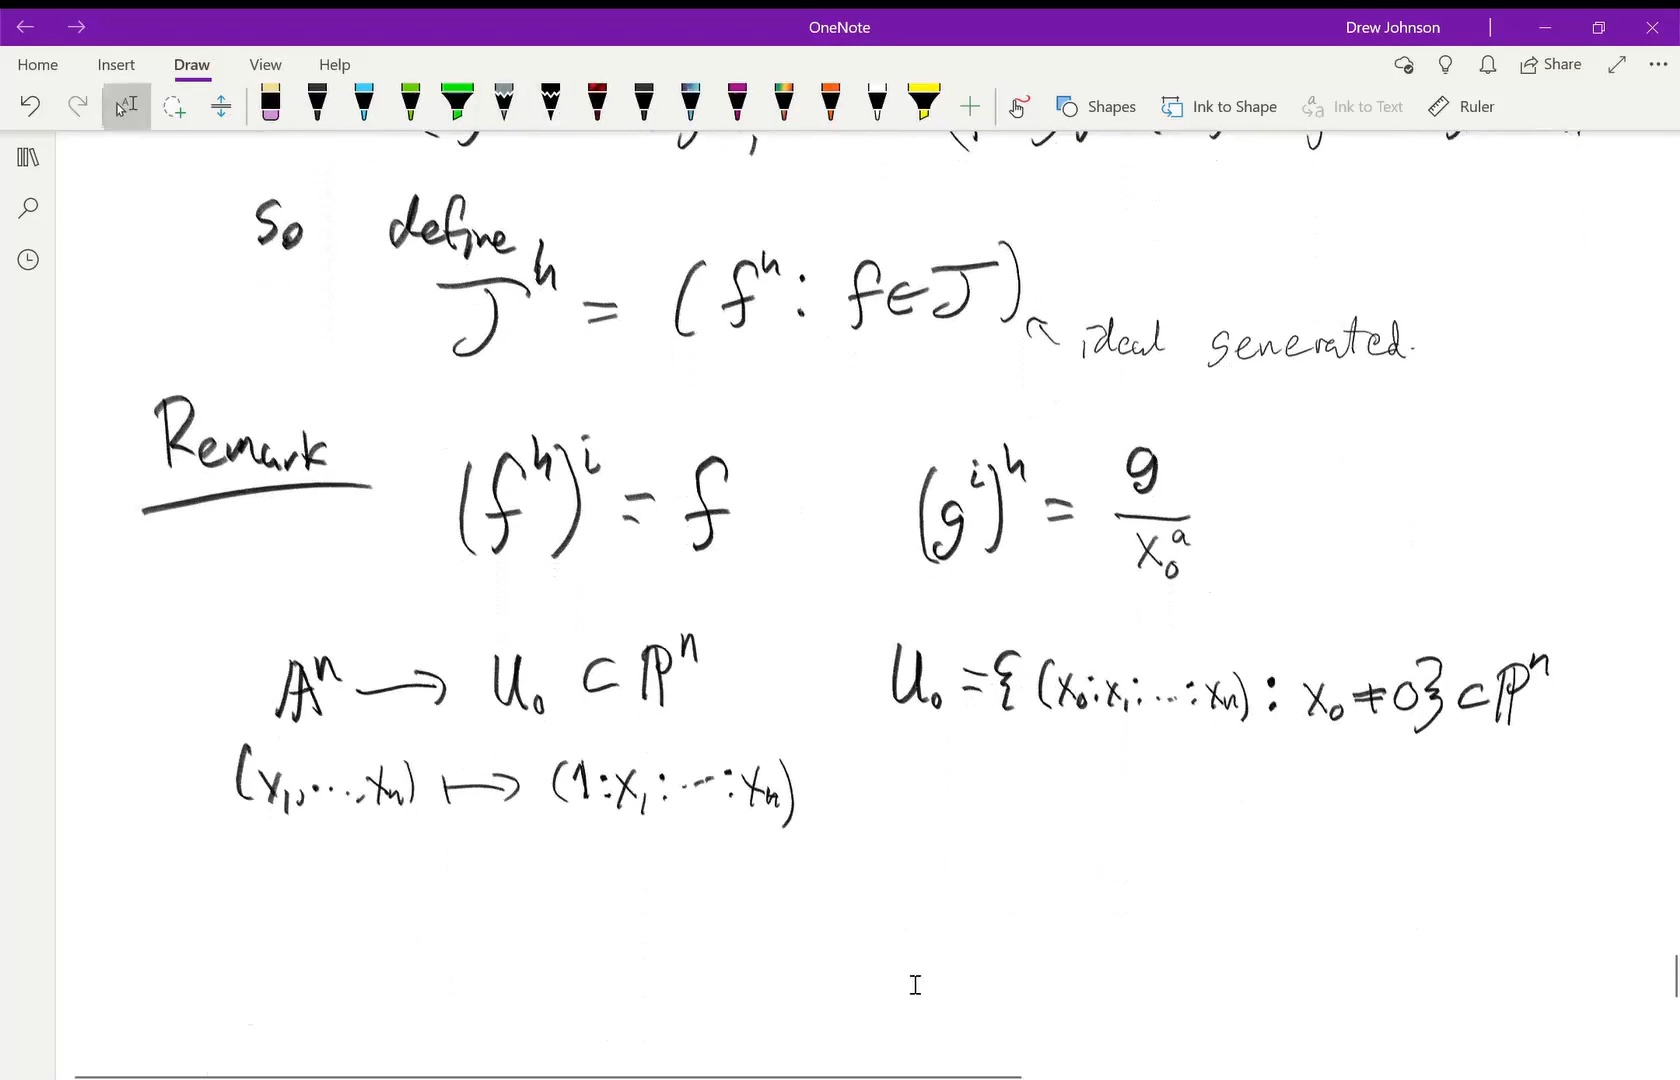 OneNote
Drew Johnson
Home Insert Draw View Help
Share
Shapes Ink to Shape Ink to Text Ruler
So define
J^h = (f^h : f∈J)
ideal generated.
Remark (f^h)^i = f (g^i)^h = g / x_0^a
𝔸^n ⟶ U_0 ⊂ ℙ^n U_0 = { (x_0:x_1:...:x_n) : x_0 ≠ 0} ⊂ ℙ^n
(x_1,...,x_n) ⟼ (1:x_1:...:x_n)